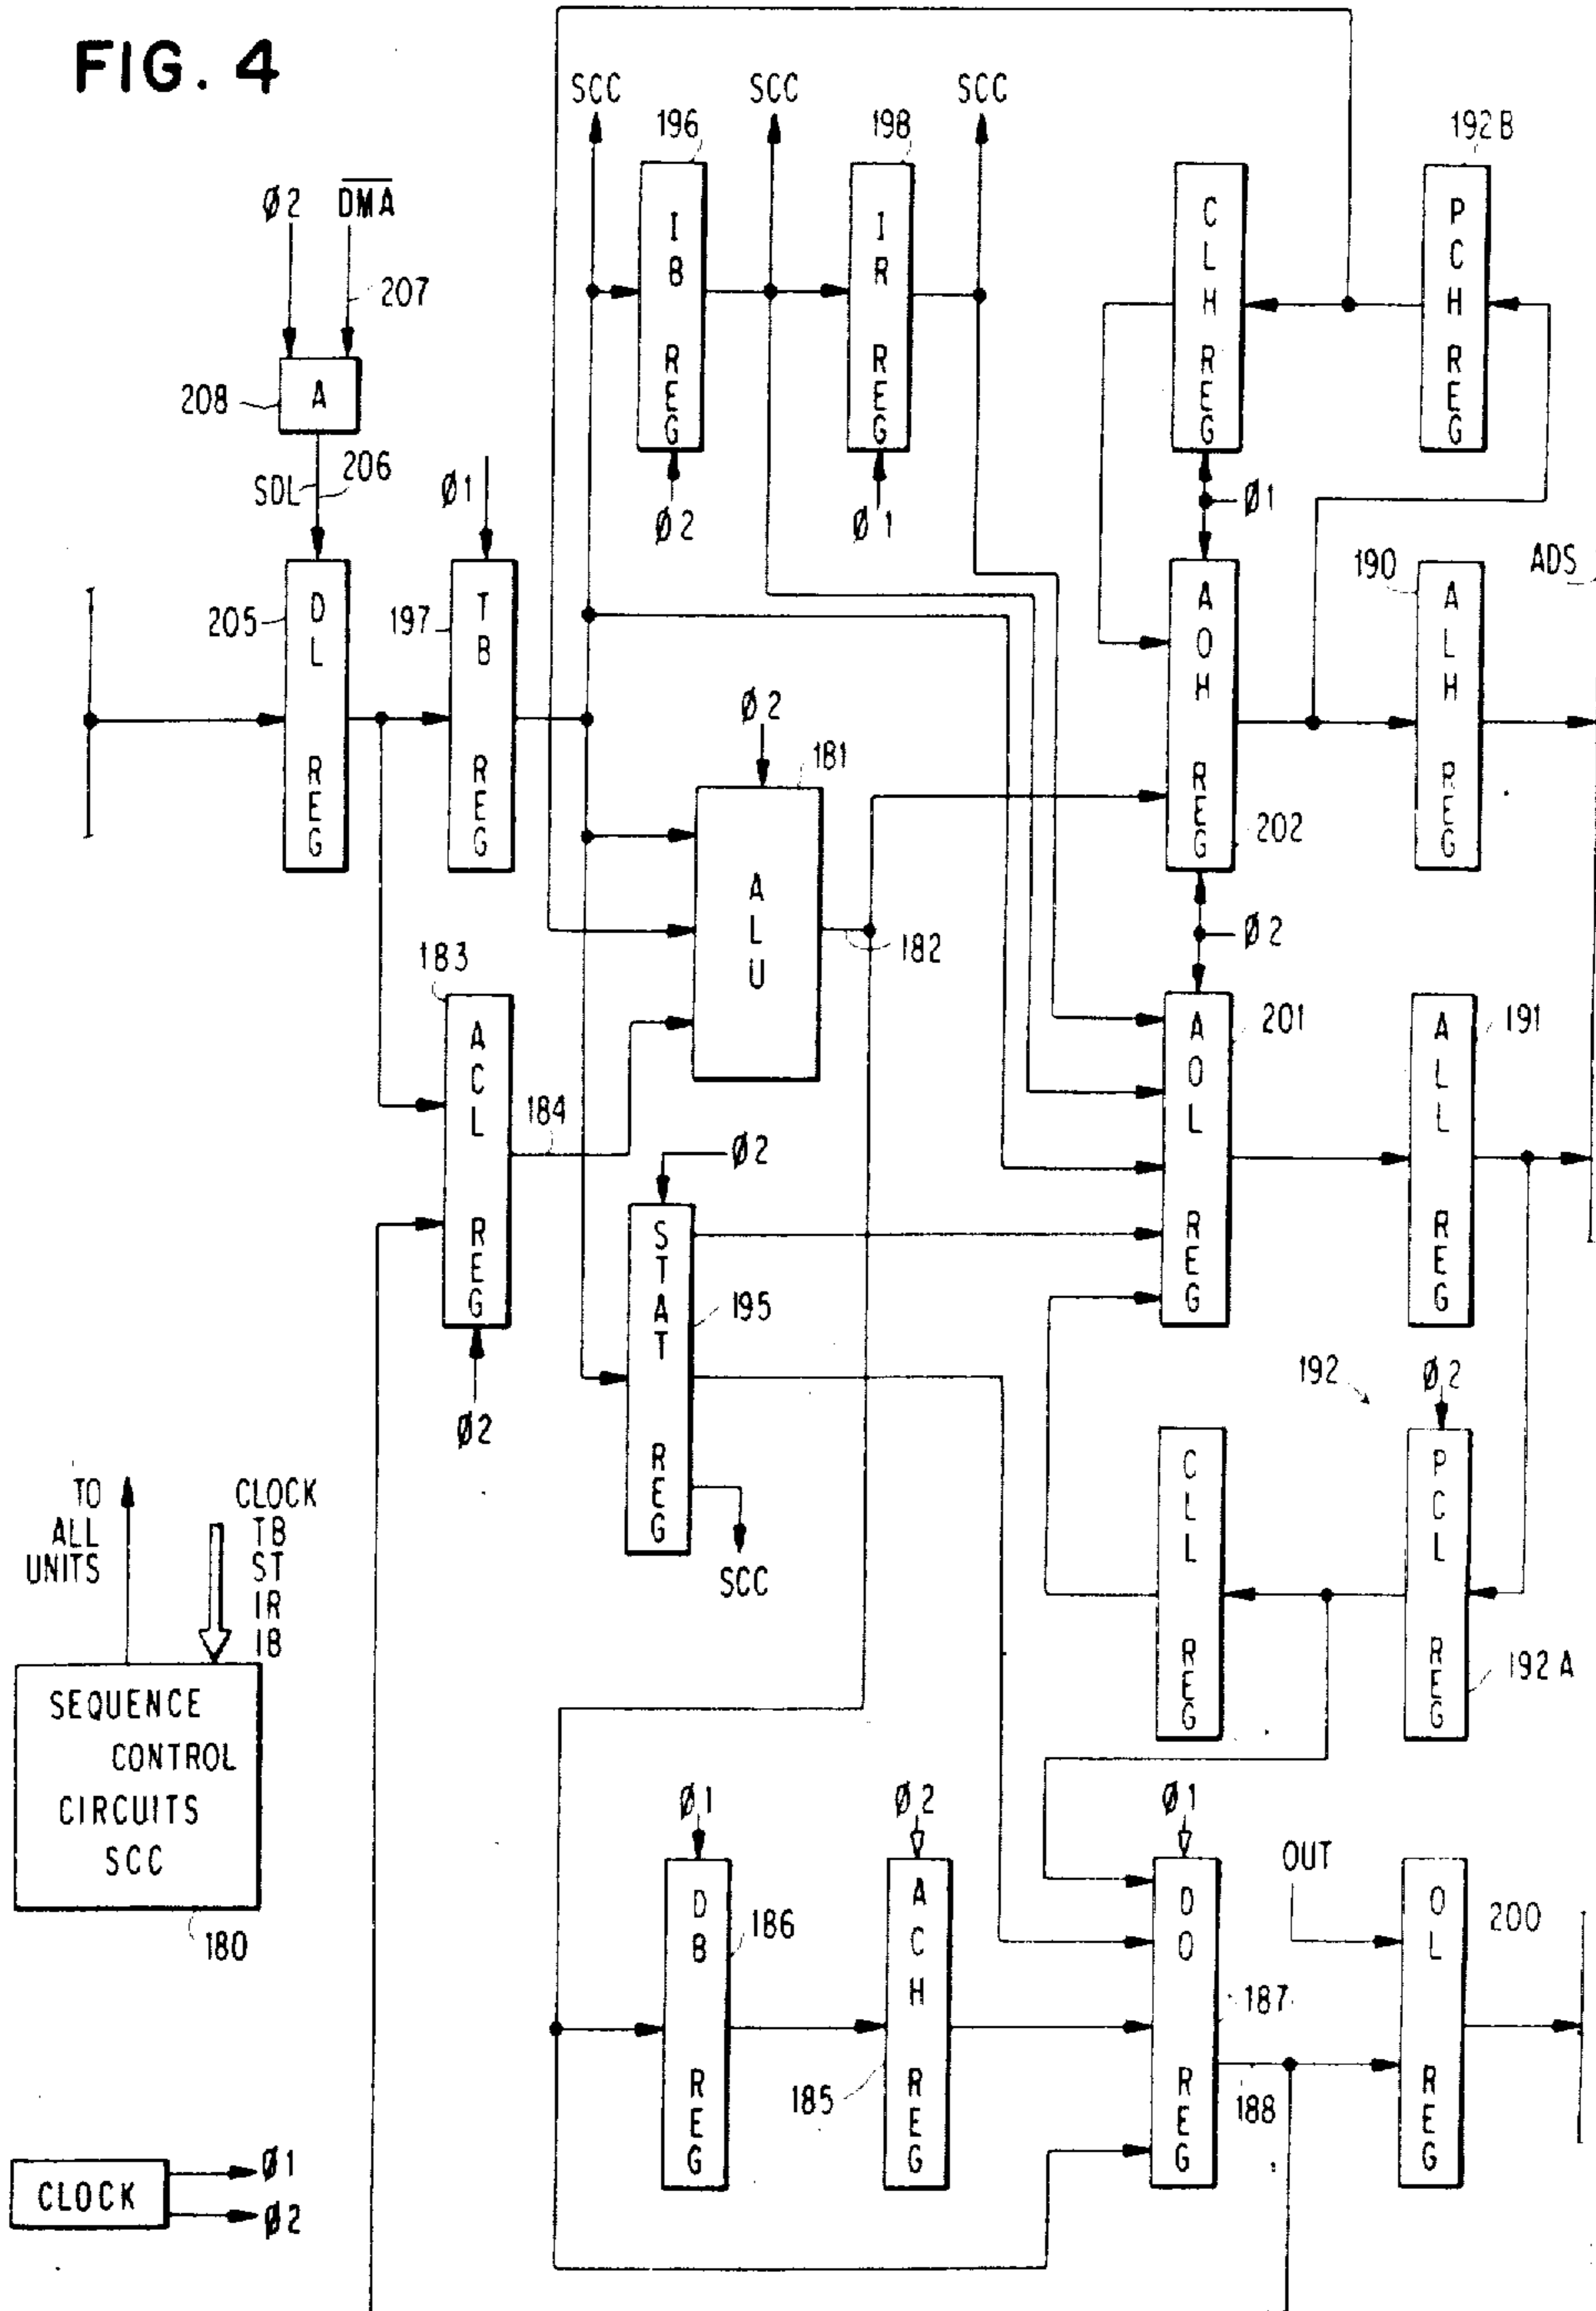 FIG. 4
SCC
SCC
SCC
196
198
192B
Ø2
DMA
207
IB REG
IR REG
CLH REG
PCH REG
208
A
SDL
206
Ø1
Ø2
Ø1
Ø1
205
DL REG
197
TB REG
AOH REG
202
190
ALH REG
ADS
Ø2
181
ALU
182
Ø2
183
ACL REG
184
Ø2
201
AOL REG
191
ALL REG
Ø2
STAT REG
195
SCC
192
Ø2
CLL REG
PCL REG
192A
TO ALL UNITS
CLOCK
TB
ST
IR
IB
SEQUENCE
CONTROL
CIRCUITS
SCC
180
Ø1
Ø2
Ø1
OUT
DB REG
186
ACH REG
185
DO REG
187
188
OL REG
200
CLOCK
Ø1
Ø2